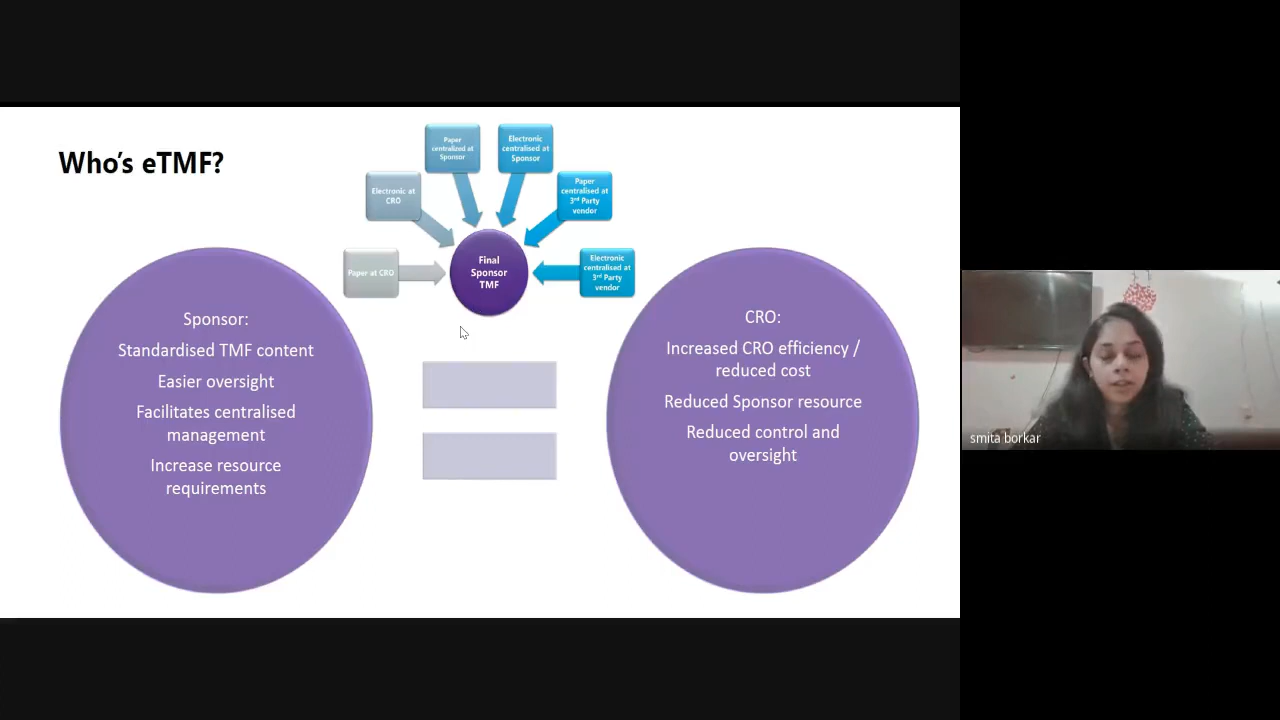 Who's eTMF?
Paper
centralized at
Sponsor
Electronic
centralised at
Sponsor
Electronic at
CRO
Paper
centralised at
3rd Party
vendor
Paper at CRO
Final
Sponsor
TMF
Electronic
centralised at
3rd Party
vendor
Sponsor:
Standardised TMF content
Easier oversight
Facilitates centralised
management
Increase resource
requirements
CRO:
Increased CRO efficiency /
reduced cost
Reduced Sponsor resource
Reduced control and
oversight
smita borkar